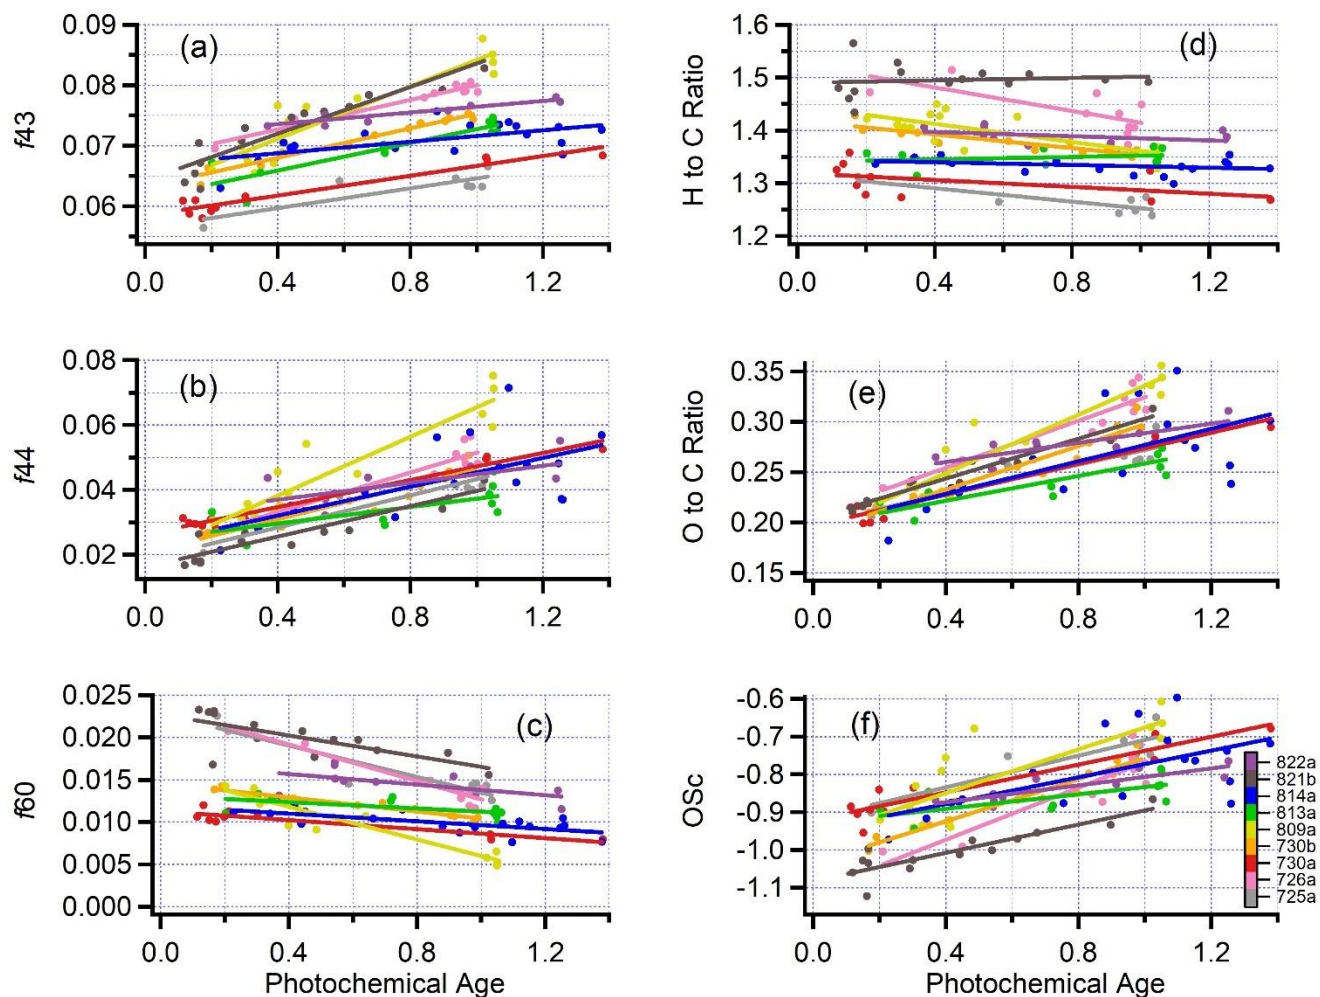 0.09
0.08
0.07
0.06
f43
(a)
0.0 0.4 0.8 1.2
1.6
1.5
1.4
1.3
1.2
H to C Ratio
(d)
0.0 0.4 0.8 1.2
0.08
0.06
0.04
0.02
f44
(b)
0.0 0.4 0.8 1.2
0.35
0.30
0.25
0.20
0.15
O to C Ratio
(e)
0.0 0.4 0.8 1.2
0.025
0.020
0.015
0.010
0.005
0.000
f60
(c)
0.0 0.4 0.8 1.2
Photochemical Age
-0.6
-0.7
-0.8
-0.9
-1.0
-1.1
OSc
(f)
822a
821b
814a
813a
809a
730b
730a
726a
725a
0.0 0.4 0.8 1.2
Photochemical Age